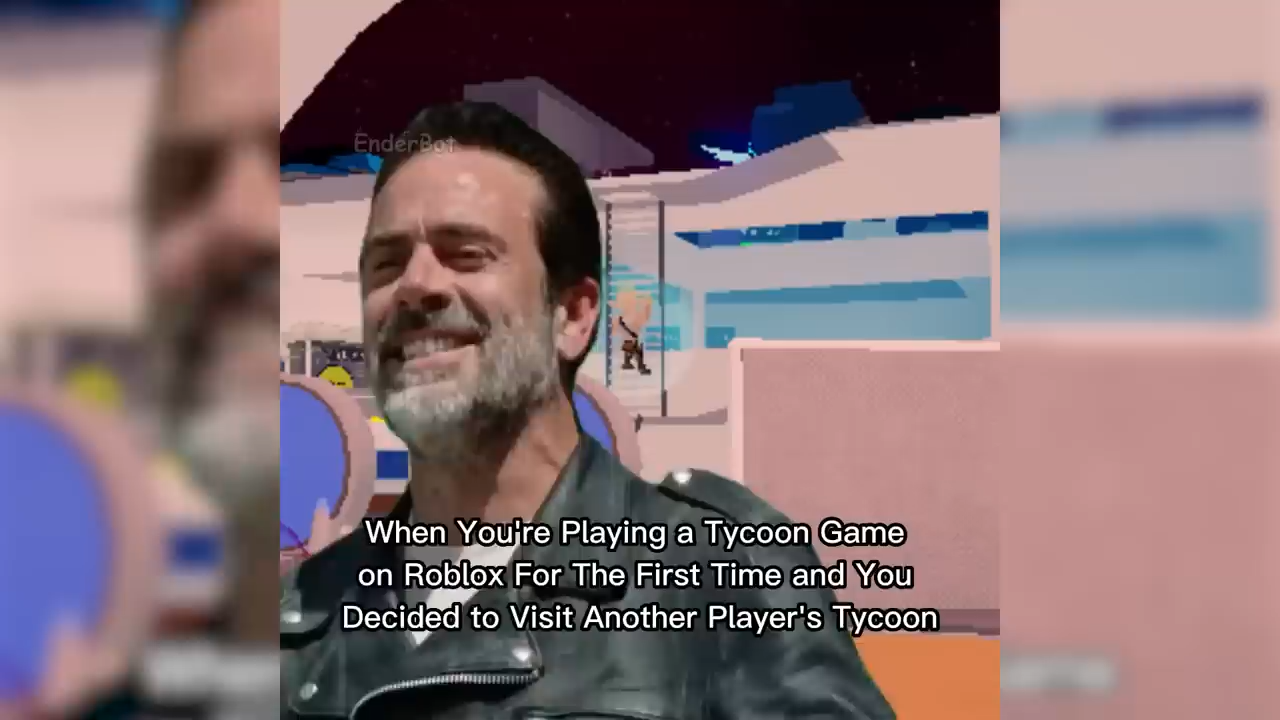 EnderBot
When You're Playing a Tycoon Game
on Roblox For The First Time and You
Decided to Visit Another Player's Tycoon